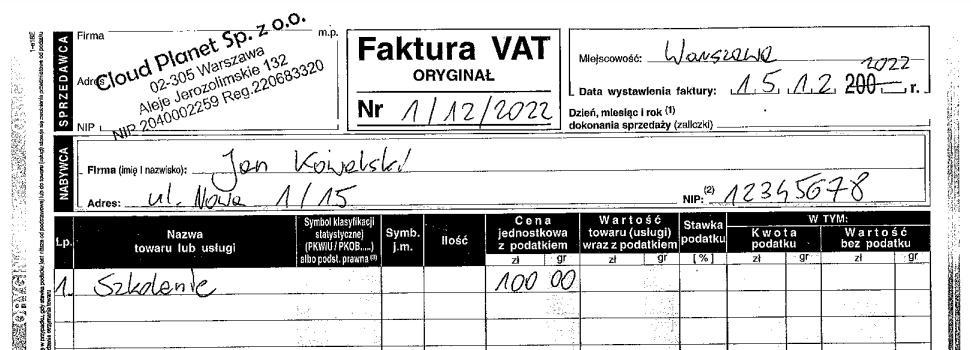 SPRZEDAWCA
Firma
m.p.
Adres
NIP
Cloud Planet Sp. z o.o.
02-305 Warszawa
Aleje Jerozolimskie 132
NIP 2040002259 Reg.220683320
Faktura VAT
ORYGINAŁ
Nr 1/12/2022
Miejscowość: Warszawa
2022
Data wystawienia faktury: 15.12.200 r.
Dzień, miesiąc i rok (1)
dokonania sprzedaży (zaliczki)
NABYWCA
Firma (imię i nazwisko): Jan Kowalski
Adres: ul. Nowa 1/15
NIP: (2) 12345678
Lp.
Nazwa
towaru lub usługi
Symbol klasyfikacji
statystycznej
(PKWiU / PKOB.....)
albo podst. prawna (3)
Symb.
j.m.
Ilość
Cena
jednostkowa
z podatkiem
zł gr
Wartość
towaru (usługi)
wraz z podatkiem
zł gr
Stawka
podatku
[ % ]
W TYM:
Kwota
podatku
zł gr
Wartość
bez podatku
zł gr
1. Szkolenie 100 00